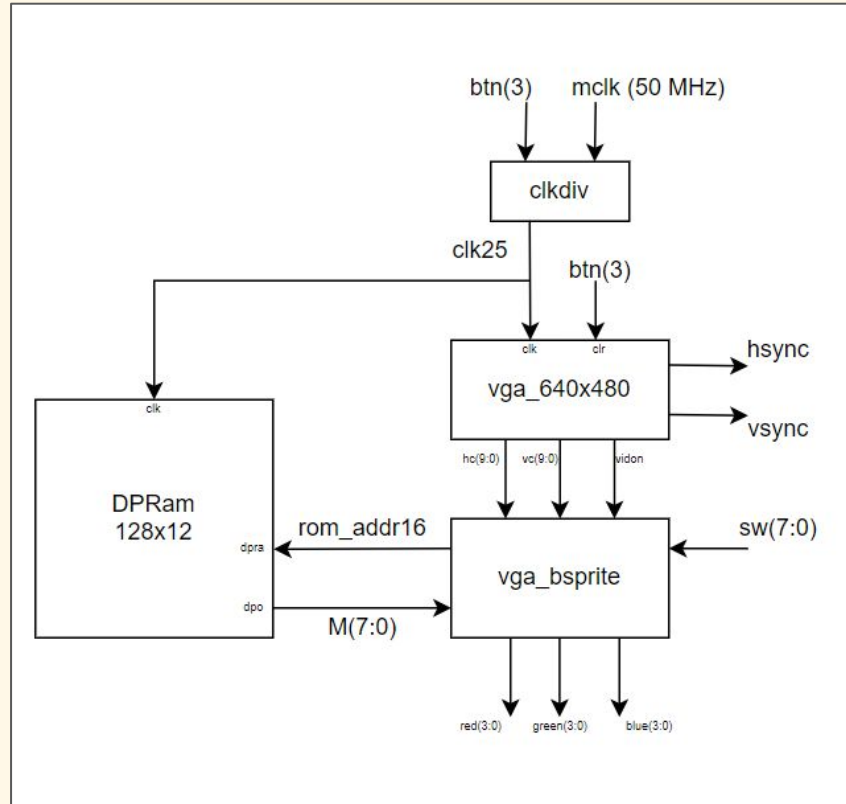 btn(3)
mclk (50 MHz)
clkdiv
clk25
btn(3)
clk
clr
vga_640x480
hsync
vsync
hc(9:0)
vc(9:0)
vidon
clk
DPRam
128x12
dpra
dpo
rom_addr16
M(7:0)
vga_bsprite
sw(7:0)
red(3:0)
green(3:0)
blue(3:0)